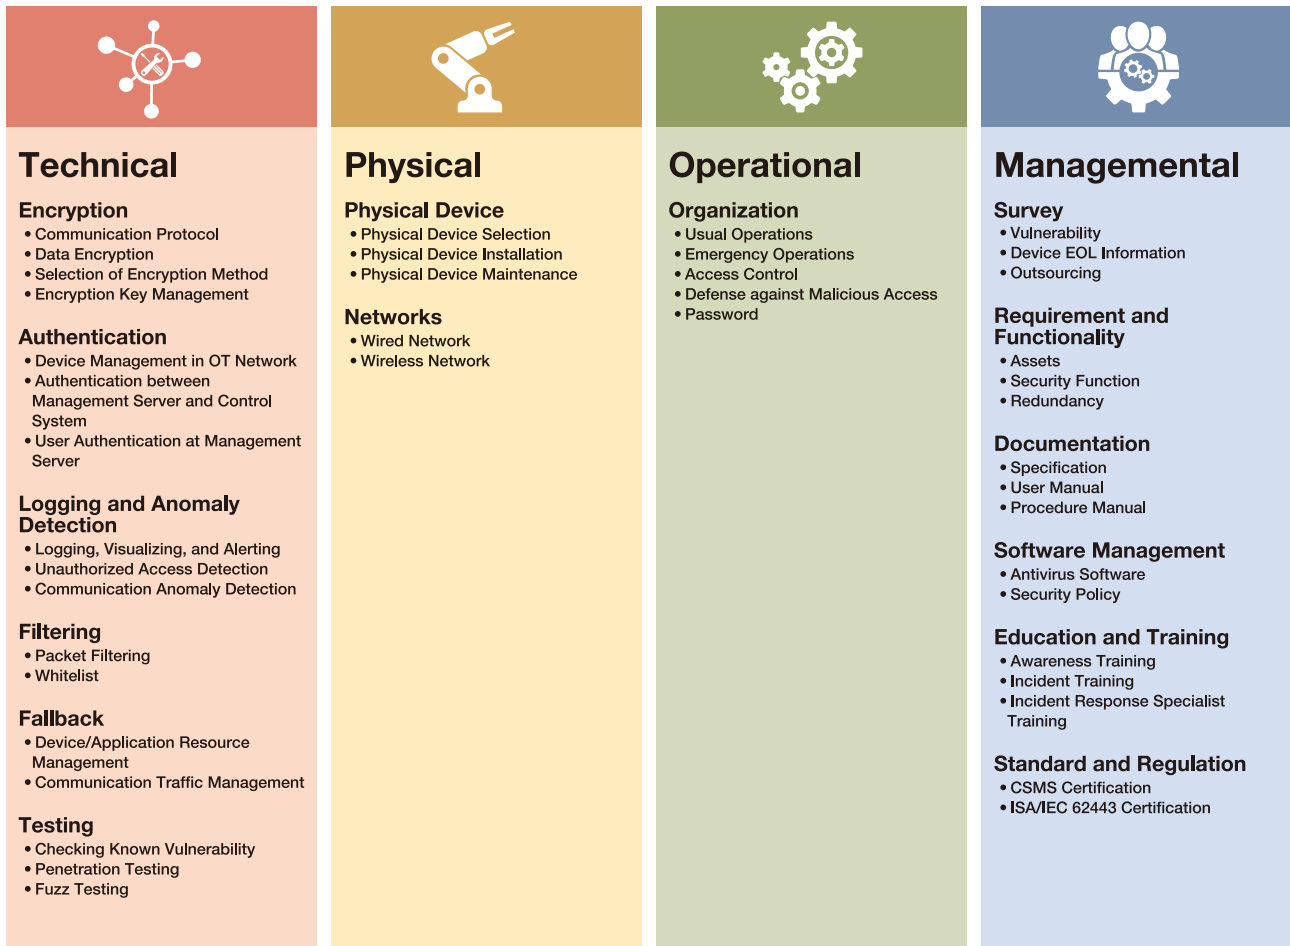 Technical
Encryption
• Communication Protocol
• Data Encryption
• Selection of Encryption Method
• Encryption Key Management
Authentication
• Device Management in OT Network
• Authentication between
Management Server and Control
System
• User Authentication at Management
Server
Logging and Anomaly
Detection
• Logging, Visualizing, and Alerting
• Unauthorized Access Detection
• Communication Anomaly Detection
Filtering
• Packet Filtering
• Whitelist
Fallback
• Device/Application Resource
Management
• Communication Traffic Management
Testing
• Checking Known Vulnerability
• Penetration Testing
• Fuzz Testing
Physical
Physical Device
• Physical Device Selection
• Physical Device Installation
• Physical Device Maintenance
Networks
• Wired Network
• Wireless Network
Operational
Organization
• Usual Operations
• Emergency Operations
• Access Control
• Defense against Malicious Access
• Password
Managemental
Survey
• Vulnerability
• Device EOL Information
• Outsourcing
Requirement and
Functionality
• Assets
• Security Function
• Redundancy
Documentation
• Specification
• User Manual
• Procedure Manual
Software Management
• Antivirus Software
• Security Policy
Education and Training
• Awareness Training
• Incident Training
• Incident Response Specialist
Training
Standard and Regulation
• CSMS Certification
• ISA/IEC 62443 Certification